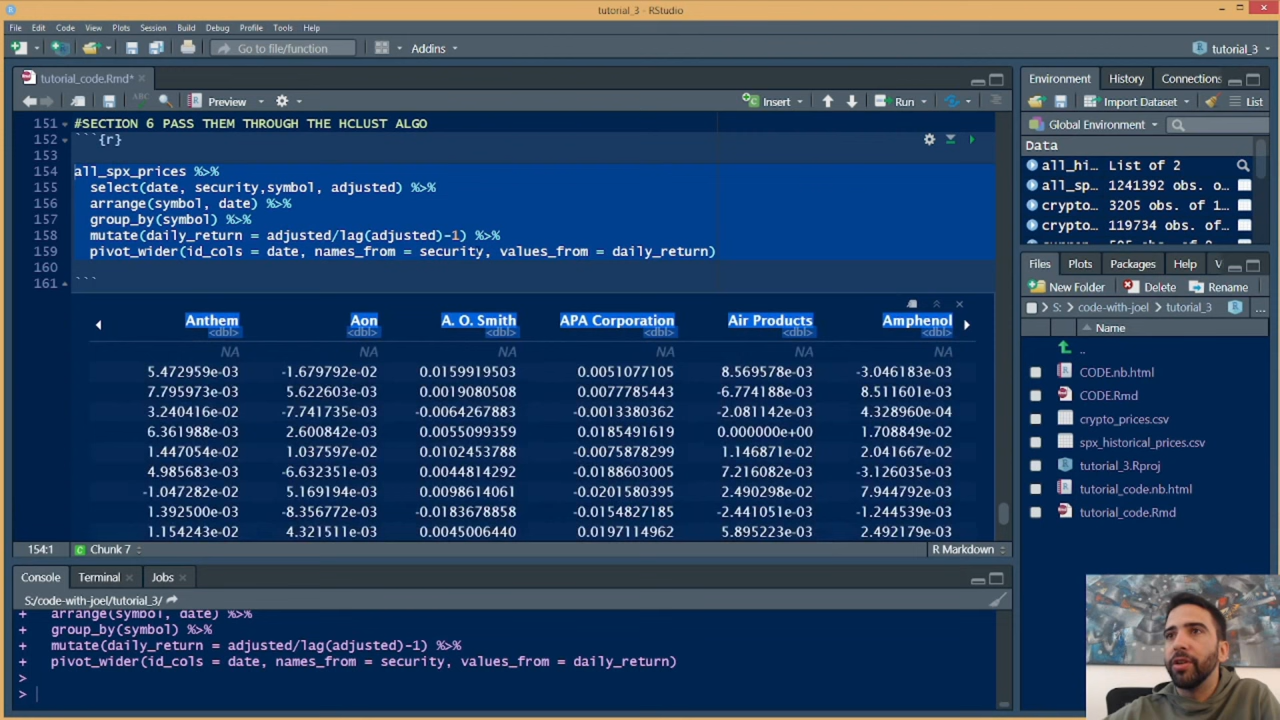 tutorial_3 - RStudio
File Edit Code View Plots Session Build Debug Profile Tools Help
Go to file/function Addins tutorial_3
tutorial_code.Rmd*
ABC Preview Insert Run
151 #SECTION 6 PASS THEM THROUGH THE HCLUST ALGO
152 ```{r}
153
154 all_spx_prices %>%
155 select(date, security,symbol, adjusted) %>%
156 arrange(symbol, date) %>%
157 group_by(symbol) %>%
158 mutate(daily_return = adjusted/lag(adjusted)-1) %>%
159 pivot_wider(id_cols = date, names_from = security, values_from = daily_return)
160
161 ```
Anthem Aon A. O. Smith APA Corporation Air Products Amphenol
<dbl> <dbl> <dbl> <dbl> <dbl> <dbl>
NA NA NA NA NA NA
5.472959e-03 -1.679792e-02 0.0159919503 0.0051077105 8.569578e-03 -3.046183e-03
7.795973e-03 5.622603e-03 0.0019080508 0.0077785443 -6.774188e-03 8.511601e-03
3.240416e-02 -7.741735e-03 -0.0064267883 -0.0013380362 -2.081142e-03 4.328960e-04
6.361988e-03 2.600842e-03 0.0055099359 0.0185491619 0.000000e+00 1.708849e-02
1.447054e-02 1.037597e-02 0.0102453788 -0.0075878299 1.146871e-02 2.041667e-02
4.985683e-03 -6.632351e-03 0.0044814292 -0.0188603005 7.216082e-03 -3.126035e-03
-1.047282e-02 5.169194e-03 0.0098614061 -0.0201580395 2.490298e-02 7.944792e-03
1.392500e-03 -8.356772e-03 -0.0183678858 -0.0154827185 -2.441051e-03 -1.244539e-03
1.154243e-02 4.321511e-03 0.0045006440 0.0197114962 5.895223e-03 2.492179e-03
154:1 Chunk 7 R Markdown
Console Terminal Jobs
S:/code-with-joel/tutorial_3/
+ arrange(symbol, date) %>%
+ group_by(symbol) %>%
+ mutate(daily_return = adjusted/lag(adjusted)-1) %>%
+ pivot_wider(id_cols = date, names_from = security, values_from = daily_return)
>
>
Environment History Connections
Import Dataset List
Global Environment
Data
all_hi… List of 2
all_sp… 1241392 obs. o…
crypto… 3205 obs. of 1…
crypto… 119734 obs. of…
Files Plots Packages Help V
New Folder Delete Rename
S: code-with-joel tutorial_3 ...
Name
..
CODE.nb.html
CODE.Rmd
crypto_prices.csv
spx_historical_prices.csv
tutorial_3.Rproj
tutorial_code.nb.html
tutorial_code.Rmd